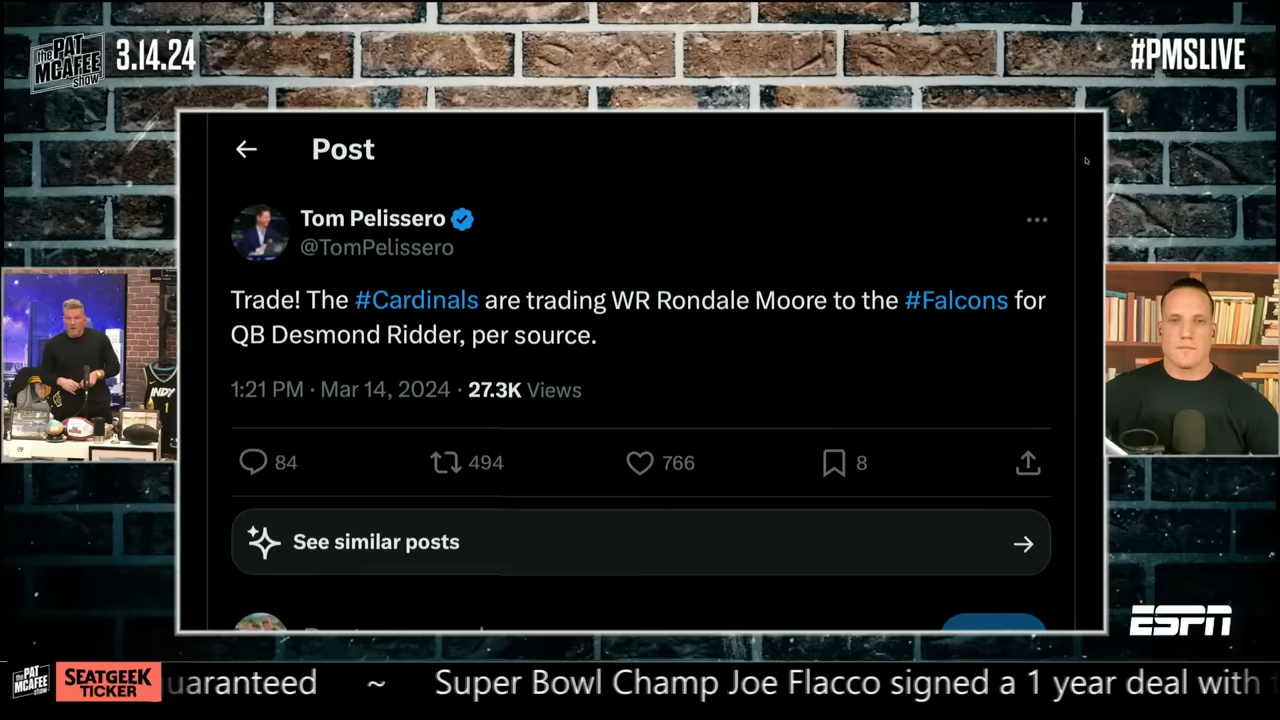 the PAT MCAFEE show
3.14.24
#PMSLIVE
Post
Tom Pelissero
@TomPelissero
Trade! The #Cardinals are trading WR Rondale Moore to the #Falcons for
QB Desmond Ridder, per source.
1:21 PM · Mar 14, 2024 · 27.3K Views
84 494 766 8
See similar posts
INDY
ESPN
the PAT MCAFEE show
SEATGEEK
TICKER
uaranteed ~ Super Bowl Champ Joe Flacco signed a 1 year deal with